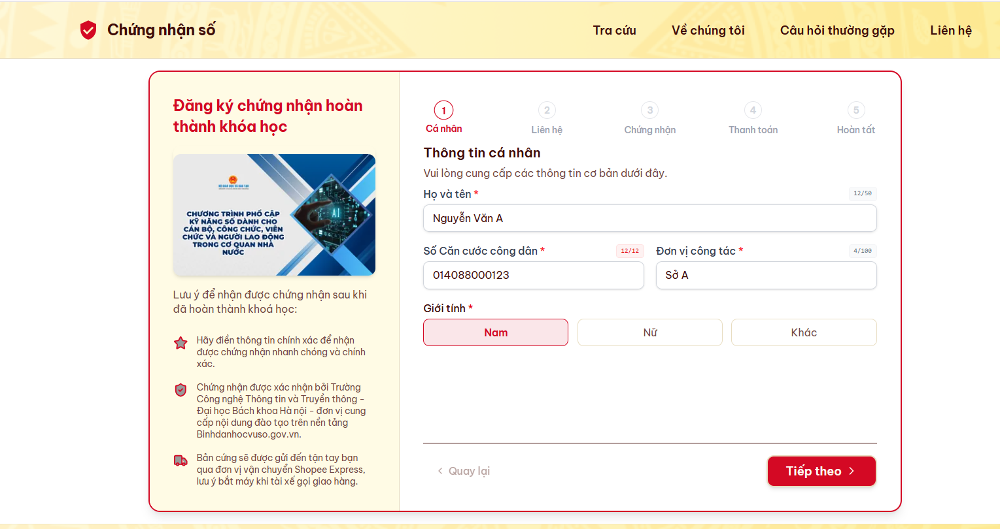 Chứng nhận số
Tra cứu
Về chúng tôi
Câu hỏi thường gặp
Liên hệ
Đăng ký chứng nhận hoàn
thành khóa học
BỘ GIÁO DỤC VÀ ĐÀO TẠO
CHƯƠNG TRÌNH PHỔ CẬP
KỸ NĂNG SỐ DÀNH CHO
CÁN BỘ, CÔNG CHỨC, VIÊN
CHỨC VÀ NGƯỜI LAO ĐỘNG
TRONG CƠ QUAN NHÀ
NƯỚC
AI
Lưu ý để nhận được chứng nhận sau khi
đã hoàn thành khoá học:
Hãy điền thông tin chính xác để nhận
được chứng nhận nhanh chóng và chính
xác.
Chứng nhận được xác nhận bởi Trường
Công nghệ Thông tin và Truyền thông -
Đại học Bách khoa Hà nội - đơn vị cung
cấp nội dung đào tạo trên nền tảng
Binhdanhocvuso.gov.vn.
Bản cứng sẽ được gửi đến tận tay bạn
qua đơn vị vận chuyển Shopee Express,
lưu ý bắt máy khi tài xế gọi giao hàng.
1
2
3
4
5
Cá nhân
Liên hệ
Chứng nhận
Thanh toán
Hoàn tất
Thông tin cá nhân
Vui lòng cung cấp các thông tin cơ bản dưới đây.
Họ và tên *
12/50
Nguyễn Văn A
Số Căn cước công dân *
12/12
Đơn vị công tác *
4/100
014088000123
Sở A
Giới tính *
Nam
Nữ
Khác
Quay lại
Tiếp theo